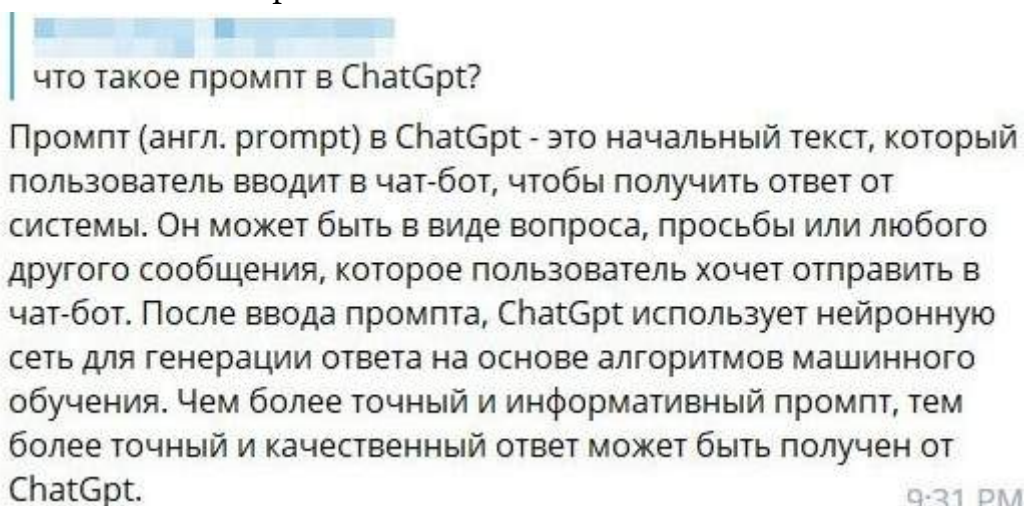 что такое промпт в ChatGpt?
Промпт (англ. prompt) в ChatGpt - это начальный текст, который
пользователь вводит в чат-бот, чтобы получить ответ от
системы. Он может быть в виде вопроса, просьбы или любого
другого сообщения, которое пользователь хочет отправить в
чат-бот. После ввода промпта, ChatGpt использует нейронную
сеть для генерации ответа на основе алгоритмов машинного
обучения. Чем более точный и информативный промпт, тем
более точный и качественный ответ может быть получен от
ChatGpt.
9:31 PM